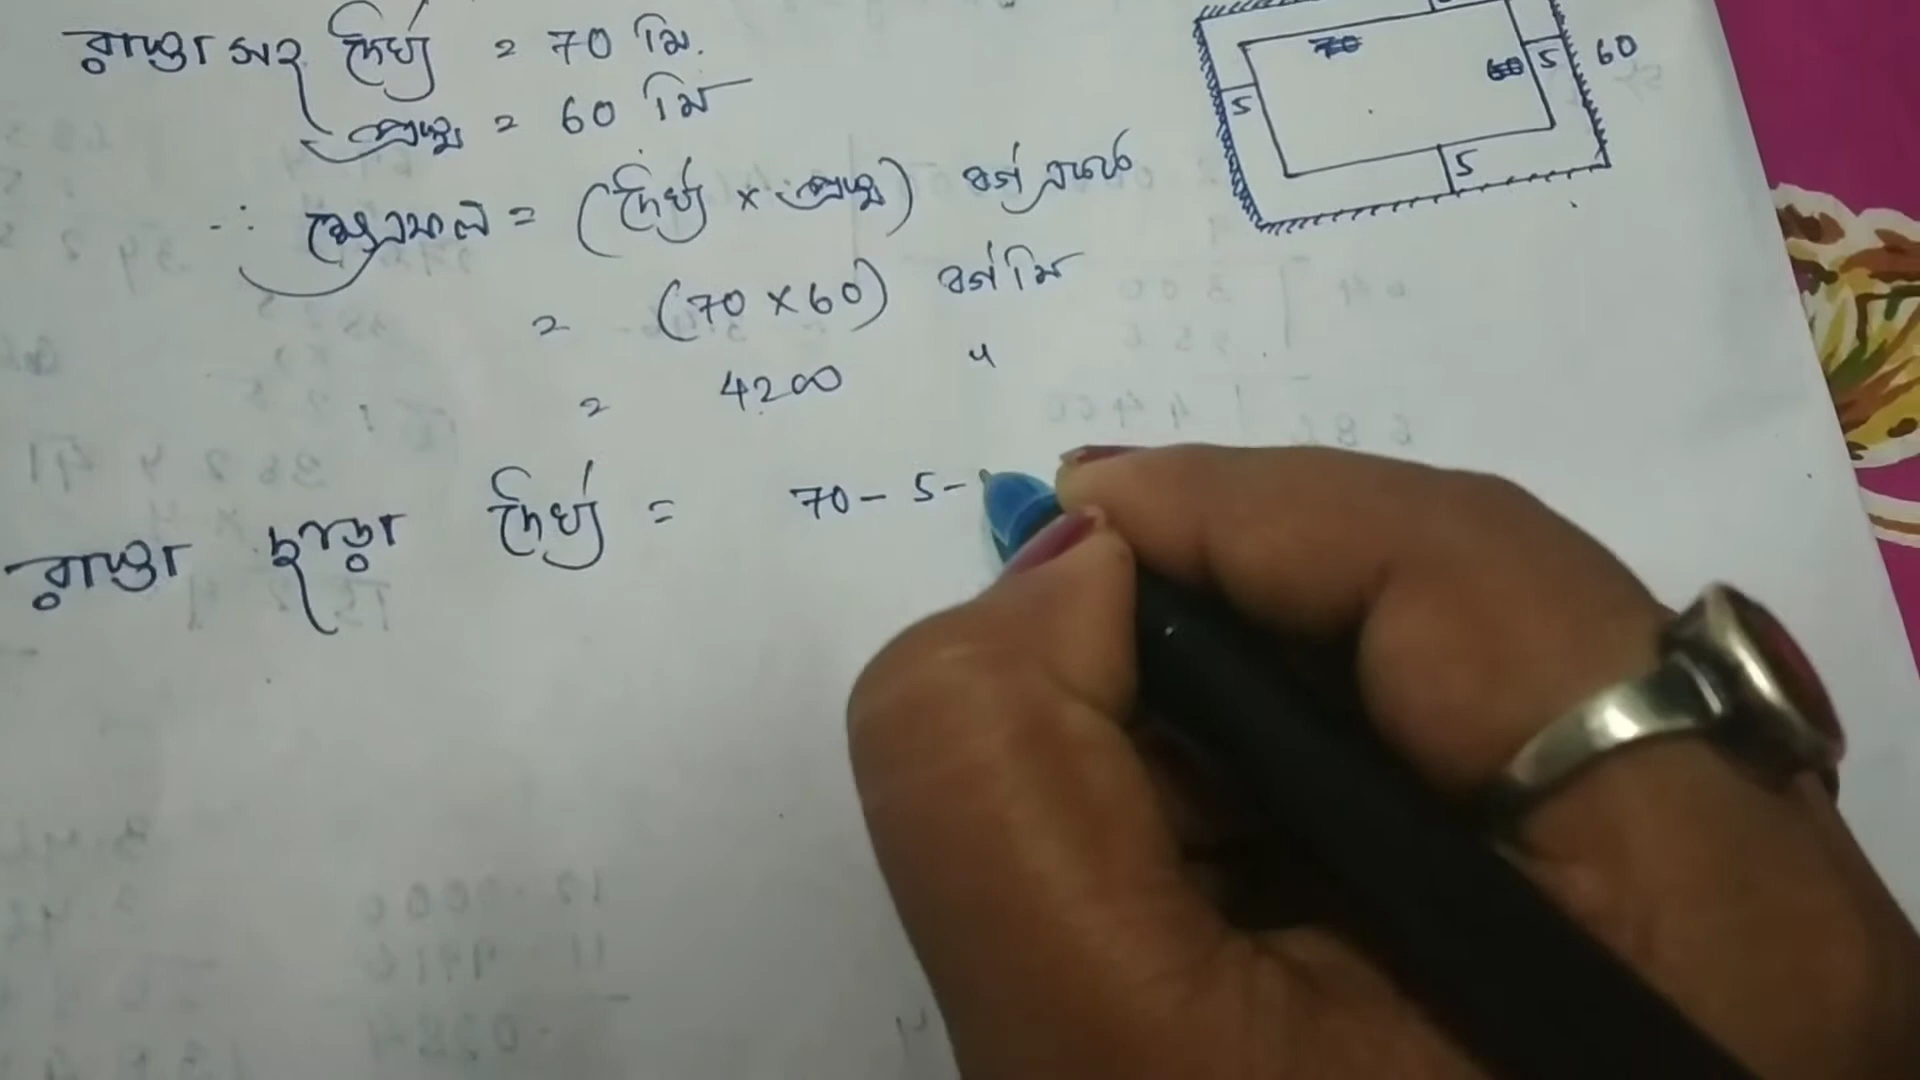 রাস্তা সহ দৈর্ঘ্য = 70 মি.
প্রস্থ = 60 মি
∴ ক্ষেত্রফল = (দৈর্ঘ্য × প্রস্থ) বর্গ একক
= (70 × 60) বর্গ মি
= 4200 "
রাস্তা ছাড়া দৈর্ঘ্য = 70 - 5 -
70
60 5 60
5
5